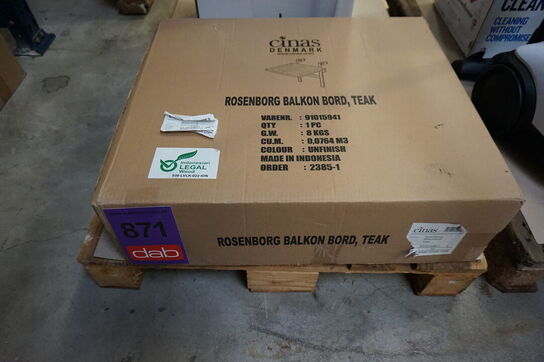 CLEAN
CLEANING
WITHOUT
COMPROMISE
cinas
DENMARK
ROSENBORG BALKON BORD, TEAK
VARENR. : 91015941
QTY : 1 PC
G.W. : 8 KGS
CU.M. : 0,0764 M3
COLOUR : UNFINISH
MADE IN INDONESIA
ORDER : 2385-1
Indonesian
LEGAL
Wood
871
dab
ROSENBORG BALKON BORD, TEAK
cinas